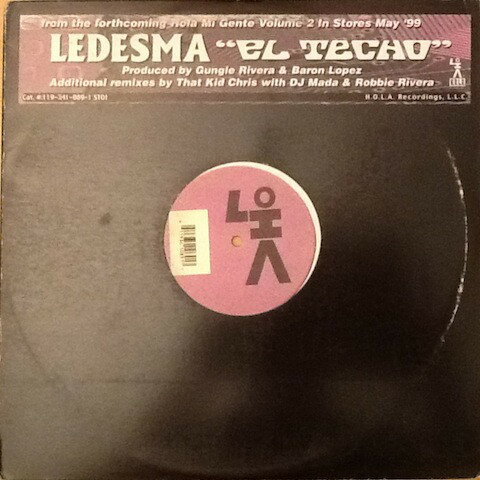 from the forthcoming Hola Mi Gente Volume 2 In Stores May '99
LEDESMA "EL TECHO"
Produced by Gungie Rivera & Baron Lopez
Additional remixes by That Kid Chris with DJ Mada & Robbie Rivera
H.O.L.A. Recordings, L.L.C.